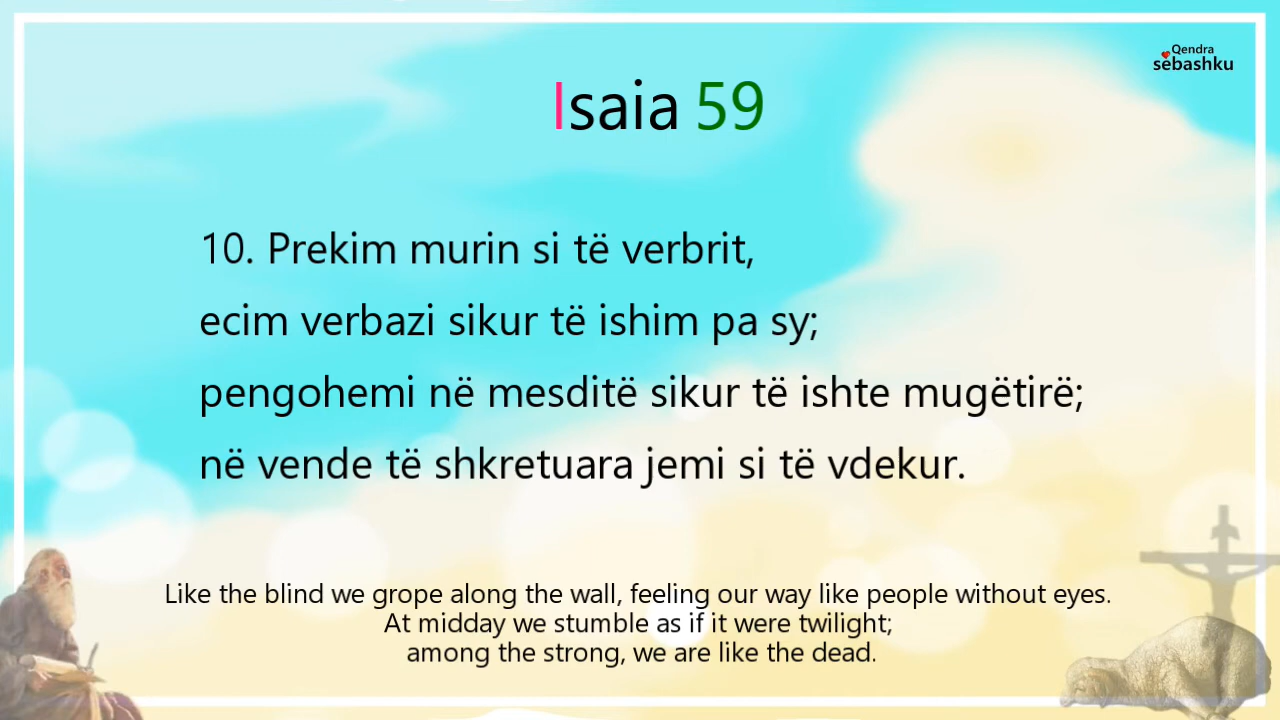 Qendra
sëbashku
Isaia 59
10. Prekim murin si të verbrit,
ecim verbazi sikur të ishim pa sy;
pengohemi në mesditë sikur të ishte mugëtirë;
në vende të shkretuara jemi si të vdekur.
Like the blind we grope along the wall, feeling our way like people without eyes.
At midday we stumble as if it were twilight;
among the strong, we are like the dead.